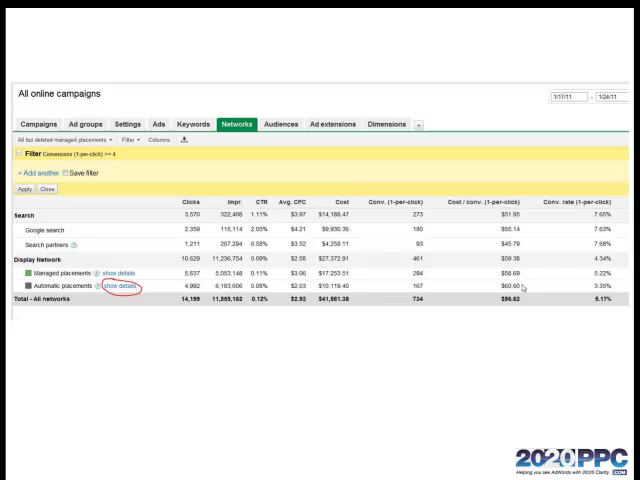 All online campaigns
1/17/11 - 1/24/11
Campaigns Ad groups Settings Ads Keywords Networks Audiences Ad extensions Dimensions
All but deleted managed placements Filter Columns
Filter Conversions (1-per-click) >= 4
+ Add another Save filter
Apply Close
Clicks Impr. CTR Avg. CPC Cost Conv. (1-per-click) Cost / conv. (1-per-click) Conv. rate (1-per-click)
Search 3,570 322,408 1.11% $3.97 $14,188.47 273 $51.95 7.65%
Google search 2,359 115,114 2.05% $4.21 $9,930.36 180 $55.14 7.63%
Search partners ? 1,211 207,294 0.58% $3.52 $4,258.11 93 $45.79 7.68%
Display Network 10,629 11,236,754 0.09% $2.58 $27,372.91 461 $59.38 4.34%
Managed placements ? show details 5,637 5,053,148 0.11% $3.06 $17,253.51 294 $58.69 5.22%
Automatic placements ? show details 4,992 6,183,606 0.08% $2.03 $10,119.40 167 $60.60 3.35%
Total - All networks 14,199 11,559,162 0.12% $2.93 $41,561.38 734 $56.62 5.17%
2020PPC
Helping you see AdWords with 20/20 Clarity. .COM